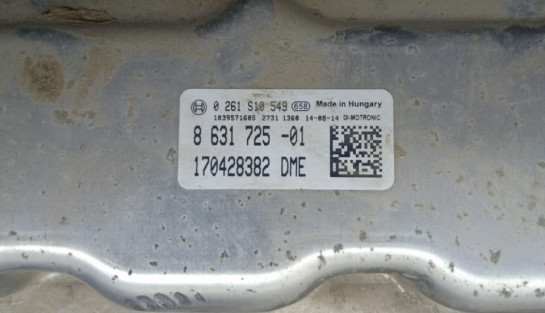 0 261 S10 549 658 Made in Hungary
1039S71605 2731 1360 14-08-14 DI-MOTRONIC
8 631 725 -01
170428382 DME